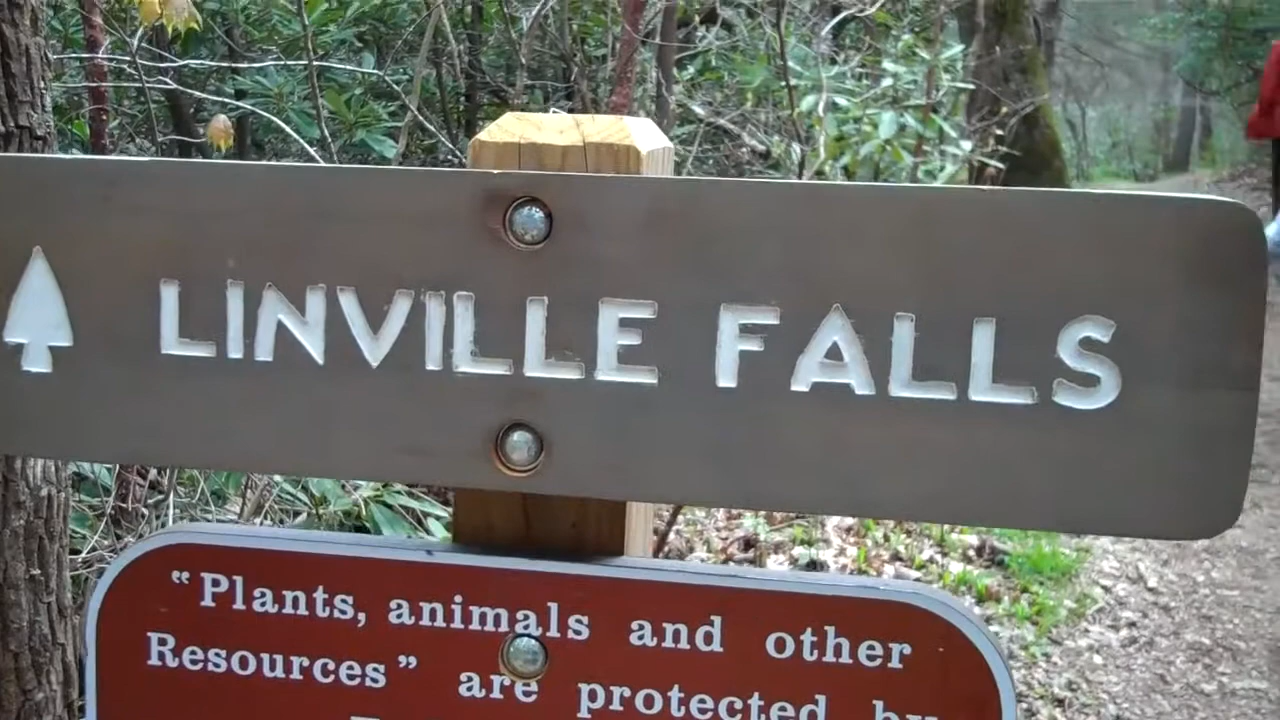 LINVILLE FALLS
“Plants, animals and other
Resources” are protected by